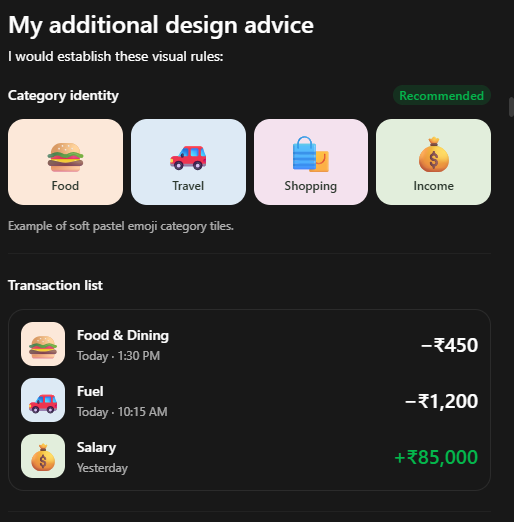 My additional design advice
I would establish these visual rules:
Category identity
Recommended
Food
Travel
Shopping
Income
Example of soft pastel emoji category tiles.
Transaction list
Food & Dining
Today · 1:30 PM
−₹450
Fuel
Today · 10:15 AM
−₹1,200
Salary
Yesterday
+₹85,000